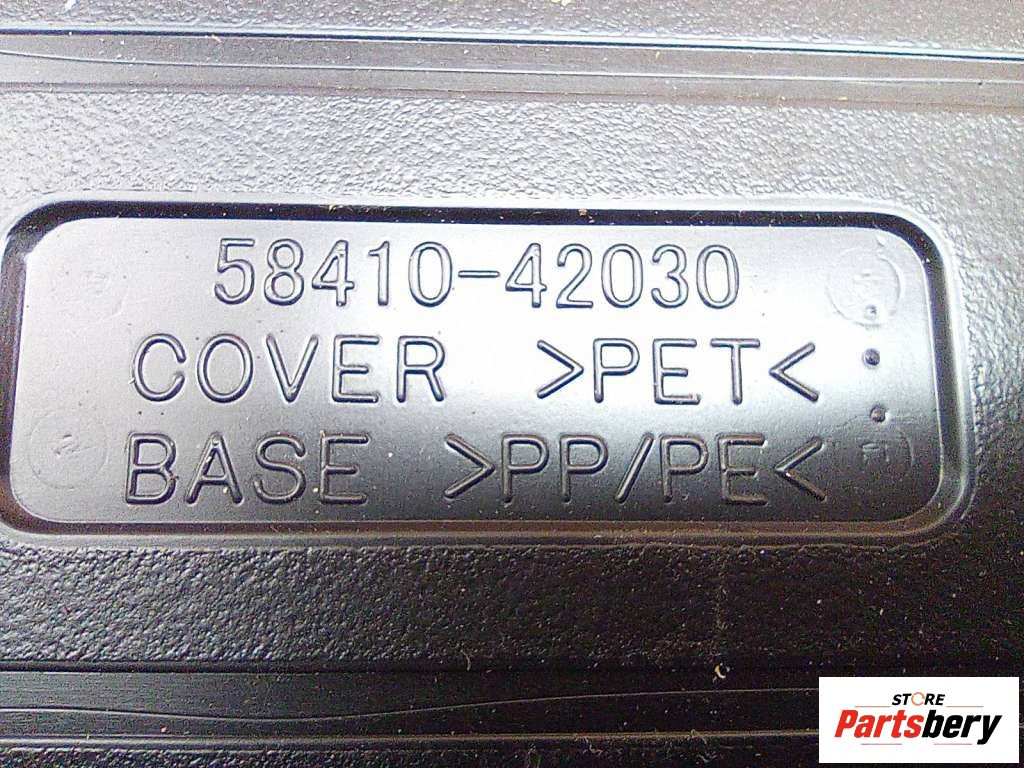 58410-42030
COVER >PET<
BASE >PP/PE<
STORE
Partsbery